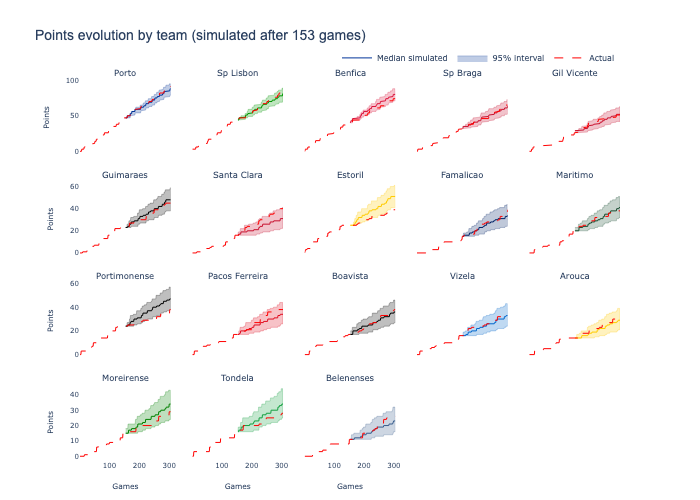 Points evolution by team (simulated after 153 games)
Median simulated 95% interval Actual
Porto Sp Lisbon Benfica Sp Braga Gil Vicente
100
50
0
Points
Guimaraes Santa Clara Estoril Famalicao Maritimo
60
40
20
0
Points
Portimonense Pacos Ferreira Boavista Vizela Arouca
60
40
20
0
Points
Moreirense Tondela Belenenses
40
30
20
10
0
Points
100 200 300 100 200 300 100 200 300
Games Games Games